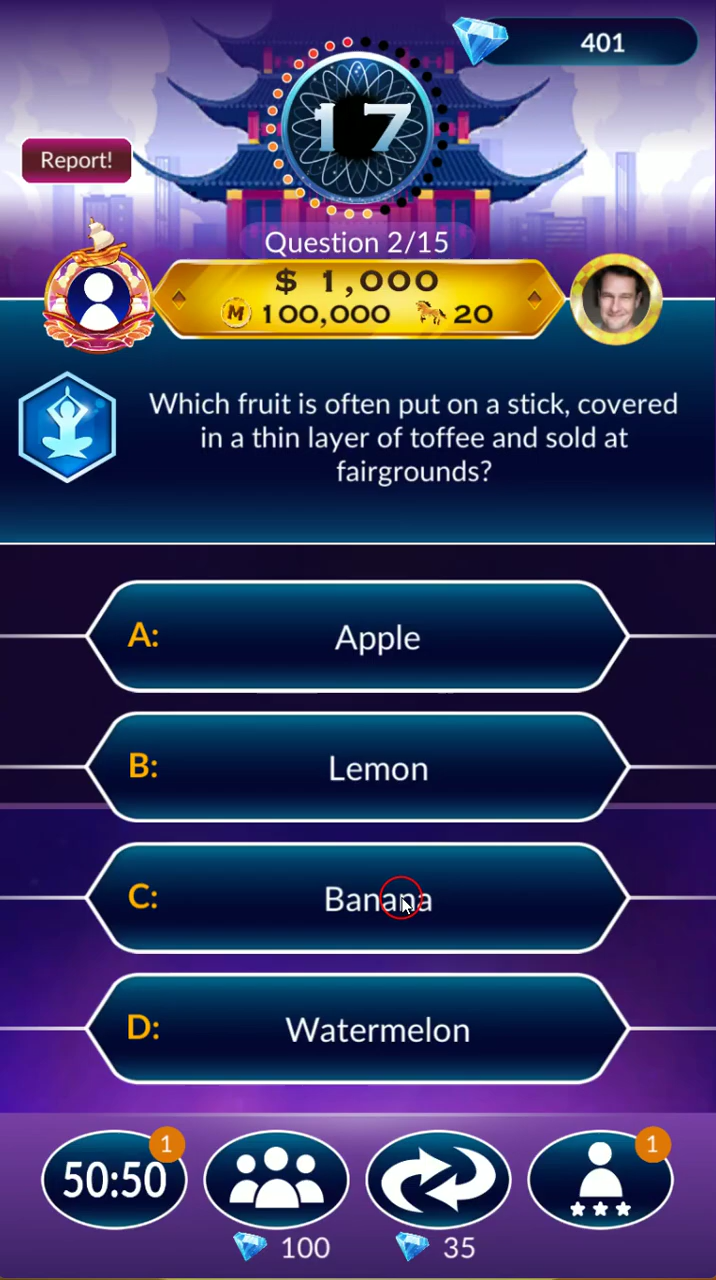 401
17
Report!
Question 2/15
$ 1,000
M 100,000 20
Which fruit is often put on a stick, covered
in a thin layer of toffee and sold at
fairgrounds?
A: Apple
B: Lemon
C: Banana
D: Watermelon
50:50 1
1
100
35